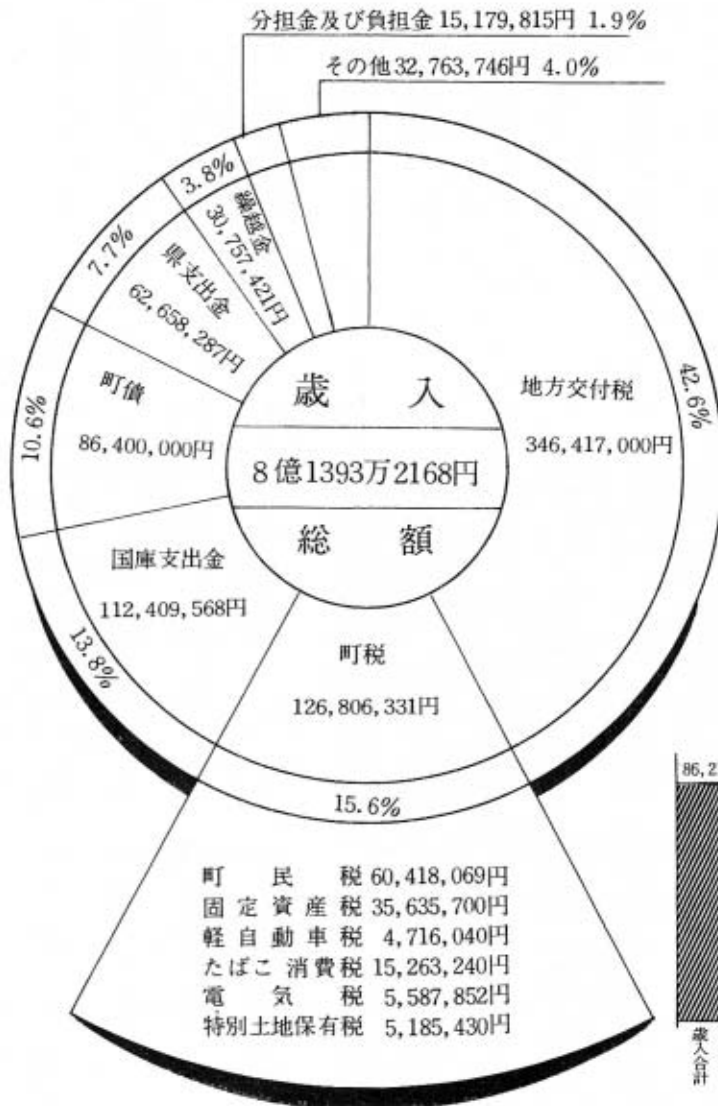 分担金及び負担金 15,179,815円 1.9%
その他 32,763,746円 4.0%
3.8%
繰越金
30,757,421円
7.7%
県支出金
62,658,287円
10.6%
町債
86,400,000円
42.6%
地方交付税
346,417,000円
歳入
8億1393万2168円
総額
国庫支出金
112,409,568円
13.8%
町税
126,806,331円
15.6%
町民税 60,418,069円
固定資産税 35,635,700円
軽自動車税 4,716,040円
たばこ消費税 15,263,240円
電気税 5,587,852円
特別土地保有税 5,185,430円
86,2
歳入合計